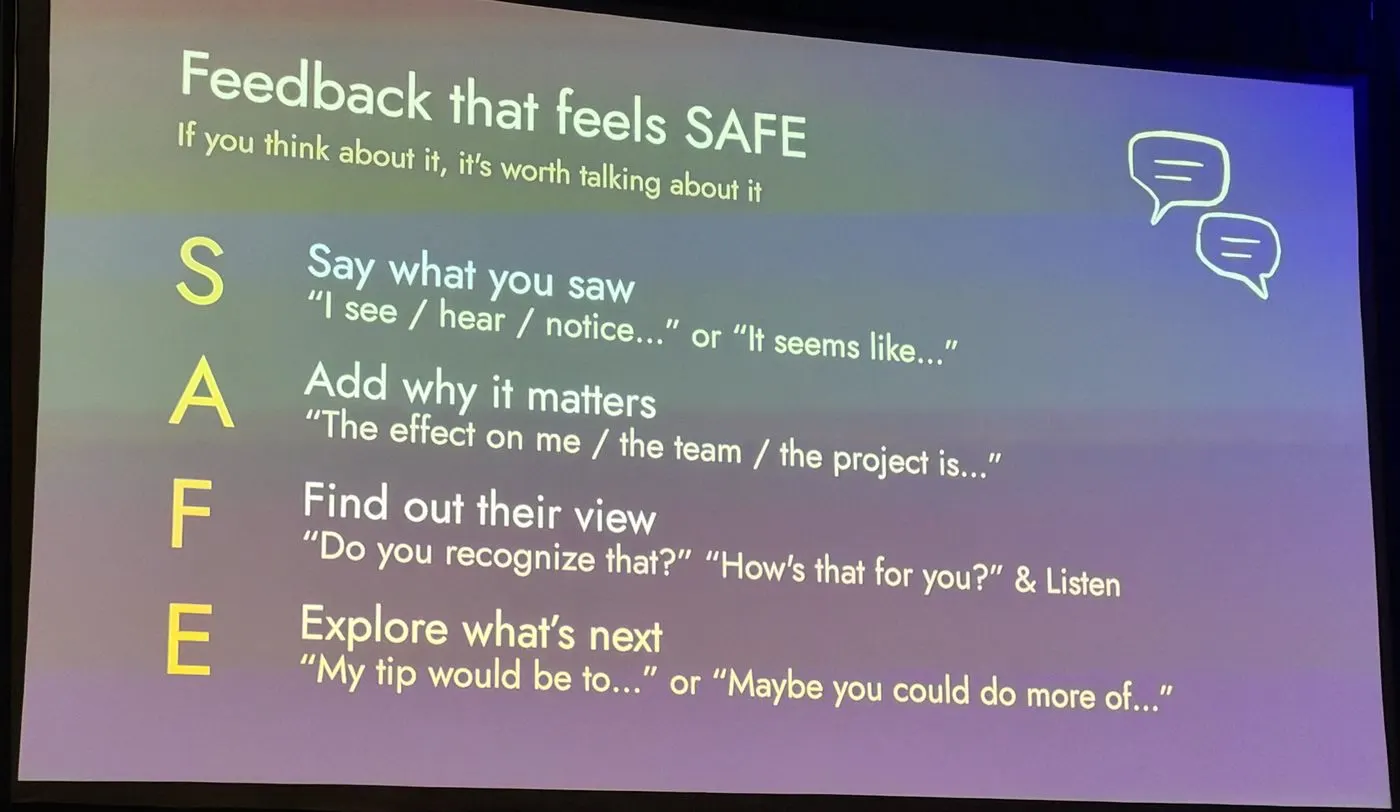 Feedback that feels SAFE
If you think about it, it's worth talking about it
S
Say what you saw
“I see / hear / notice...” or “It seems like...”
A
Add why it matters
“The effect on me / the team / the project is...”
F
Find out their view
“Do you recognize that?” “How's that for you?” & Listen
E
Explore what's next
“My tip would be to...” or “Maybe you could do more of...”